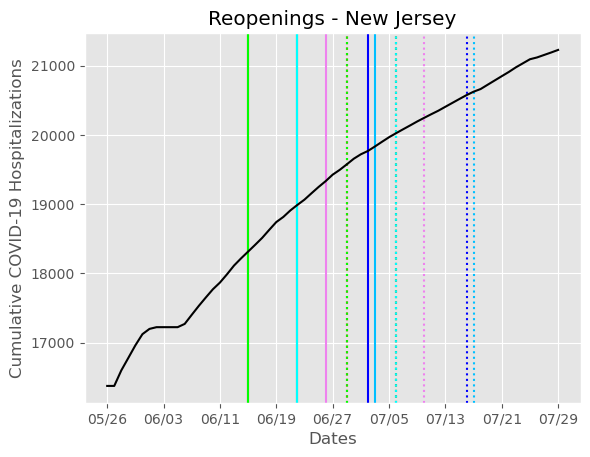 Reopenings - New Jersey
Cumulative COVID-19 Hospitalizations
21000
20000
19000
18000
17000
05/26 06/03 06/11 06/19 06/27 07/05 07/13 07/21 07/29
Dates